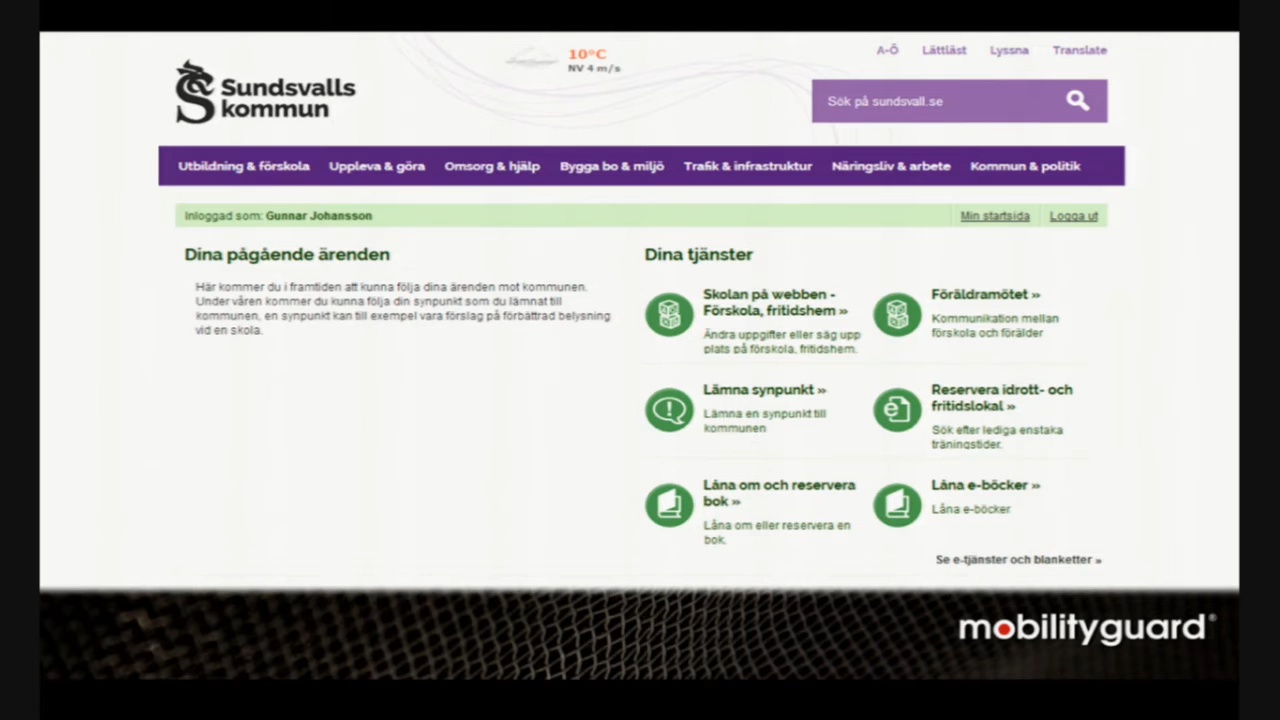 Sundsvalls
kommun
10°C
NV 4 m/s
A-Ö Lättläst Lyssna Translate
Sök på sundsvall.se
Utbildning & förskola Uppleva & göra Omsorg & hjälp Bygga bo & miljö Trafik & infrastruktur Näringsliv & arbete Kommun & politik
Inloggad som: Gunnar Johansson
Min startsida Logga ut
Dina pågående ärenden
Här kommer du i framtiden att kunna följa dina ärenden mot kommunen.
Under våren kommer du kunna följa din synpunkt som du lämnat till
kommunen, en synpunkt kan till exempel vara förslag på förbättrad belysning
vid en skola.
Dina tjänster
Skolan på webben -
Förskola, fritidshem »
Ändra uppgifter eller säg upp
plats på förskola, fritidshem.
Föräldramötet »
Kommunikation mellan
förskola och förälder
Lämna synpunkt »
Lämna en synpunkt till
kommunen
Reservera idrott- och
fritidslokal »
Sök efter lediga enstaka
träningstider.
Låna om och reservera
bok »
Låna om eller reservera en
bok.
Låna e-böcker »
Låna e-böcker
Se e-tjänster och blanketter »
mobilityguard®